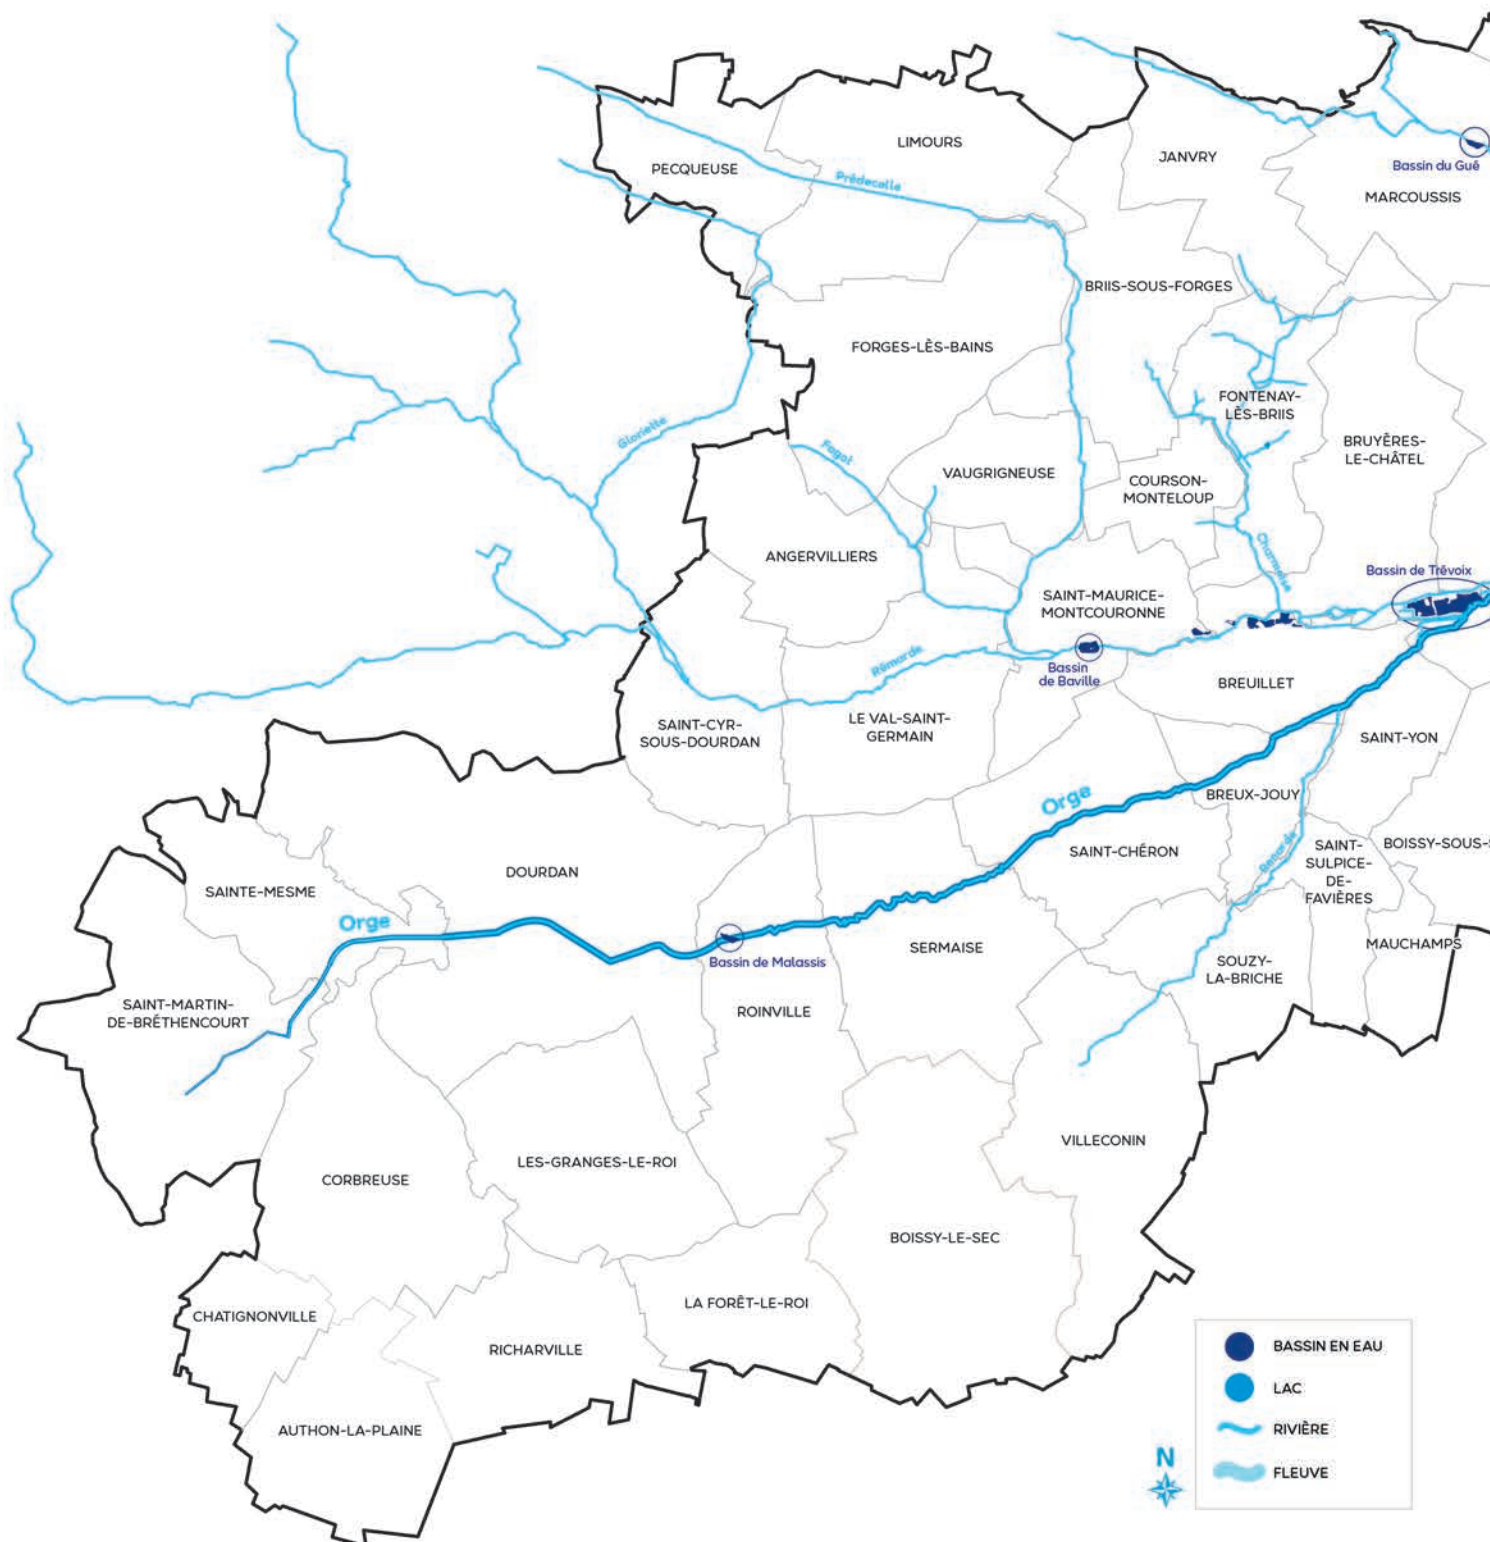 LIMOURS
JANVRY
PECQUEUSE
Bassin du Gué
Prédecelle
MARCOUSSIS
BRIIS-SOUS-FORGES
FORGES-LÈS-BAINS
FONTENAY-
LÈS-BRIIS
Gloriette
Fagot
BRUYÈRES-
LE-CHÂTEL
VAUGRIGNEUSE
COURSON-
MONTELOUP
ANGERVILLIERS
Charmoise
Bassin de Trévoix
SAINT-MAURICE-
MONTCOURONNE
Rémarde
Bassin
de Baville
BREUILLET
SAINT-CYR-
SOUS-DOURDAN
LE VAL-SAINT-
GERMAIN
SAINT-YON
Orge
BREUX-JOUY
SAINT-CHÉRON
Renarde
SAINT-
SULPICE-
DE-
FAVIÈRES
BOISSY-SOUS-S
DOURDAN
SAINTE-MESME
Orge
Bassin de Malassis
SERMAISE
MAUCHAMPS
SOUZY-
LA-BRICHE
SAINT-MARTIN-
DE-BRÉTHENCOURT
ROINVILLE
VILLECONIN
LES-GRANGES-LE-ROI
CORBREUSE
BOISSY-LE-SEC
LA FORÊT-LE-ROI
CHATIGNONVILLE
RICHARVILLE
AUTHON-LA-PLAINE
BASSIN EN EAU
LAC
RIVIÈRE
FLEUVE
N